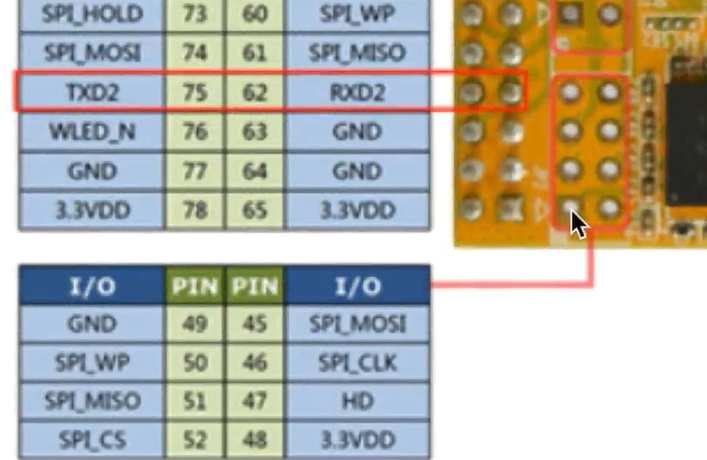 SPI_HOLD 73 60 SPI_WP
SPI_MOSI 74 61 SPI_MISO
TXD2 75 62 RXD2
WLED_N 76 63 GND
GND 77 64 GND
3.3VDD 78 65 3.3VDD
I/O PIN PIN I/O
GND 49 45 SPI_MOSI
SPI_WP 50 46 SPI_CLK
SPI_MISO 51 47 HD
SPI_CS 52 48 3.3VDD